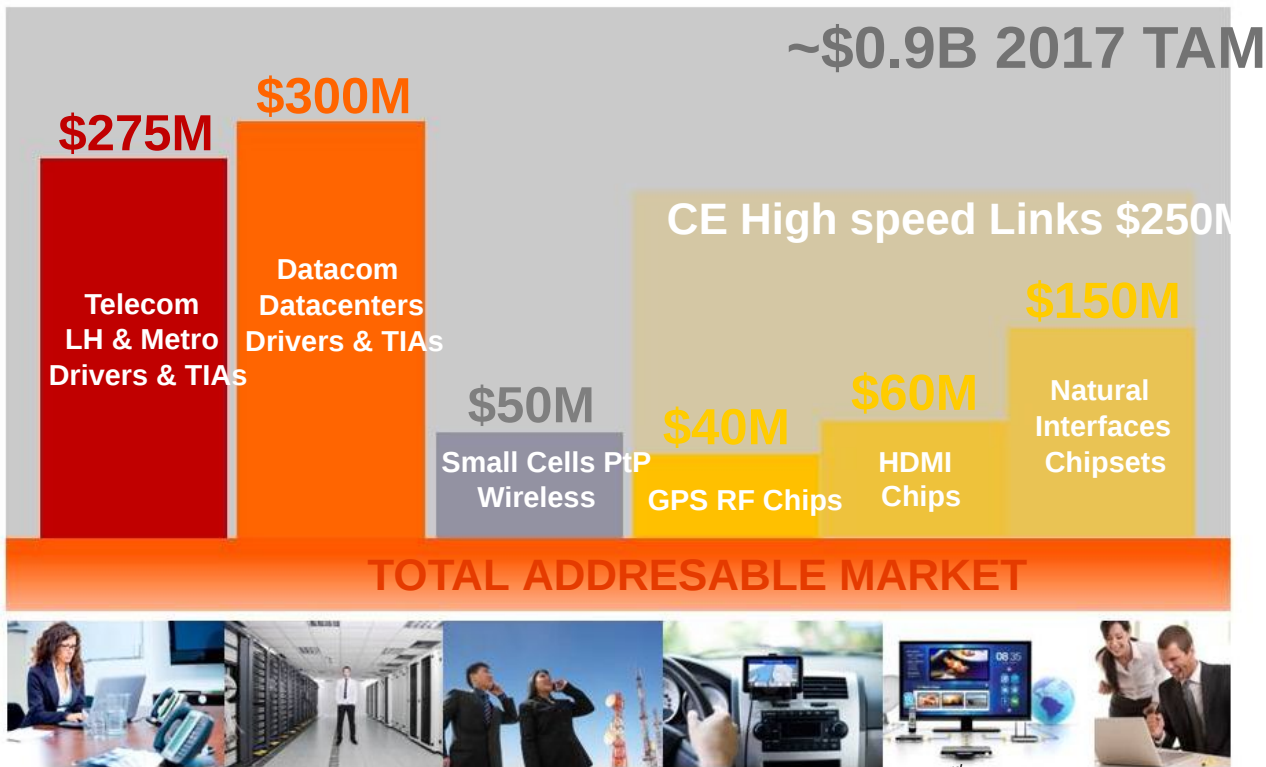 ~$0.9B 2017 TAM
$275M
Telecom
LH & Metro
Drivers & TIAs
$300M
Datacom
Datacenters
Drivers & TIAs
$50M
Small Cells PtP
Wireless
CE High speed Links $250M
$40M
GPS RF Chips
$60M
HDMI
Chips
$150M
Natural
Interfaces
Chipsets
TOTAL ADDRESABLE MARKET
08 35